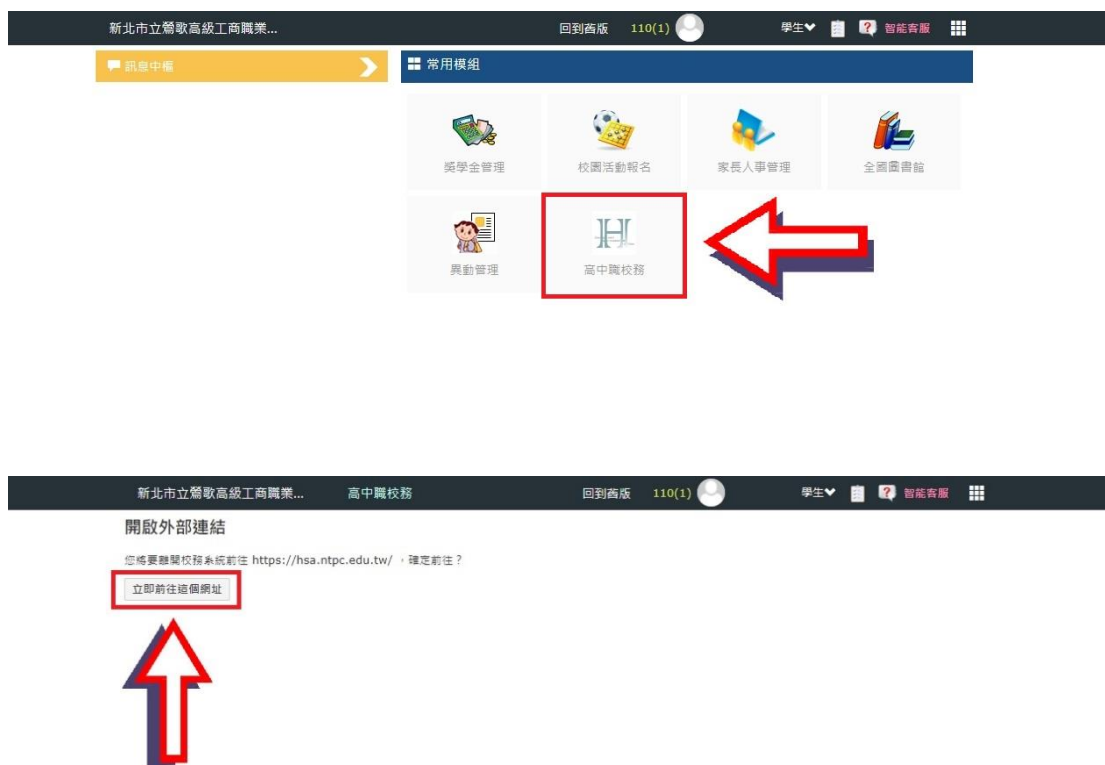 新北市立鶯歌高級工商職業...
回到舊版 110(1) 學生 智能客服
訊息中樞
常用模組
獎學金管理 校園活動報名 家長人事管理 全國圖書館
異動管理 高中職校務
新北市立鶯歌高級工商職業... 高中職校務 回到舊版 110(1) 學生 智能客服
開啟外部連結
您將要離開校務系統前往 https://hsa.ntpc.edu.tw/ ，確定前往？
立即前往這個網址